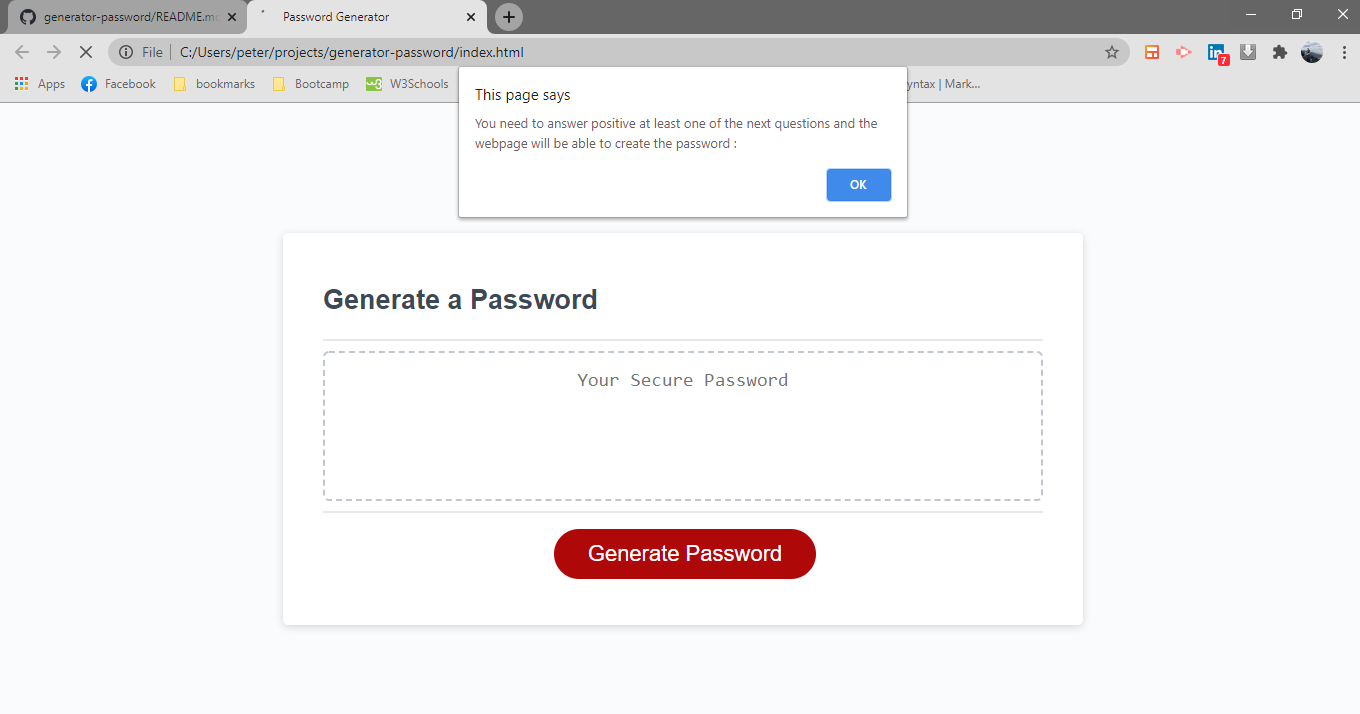 generator-password/README.mc
Password Generator
File
C:/Users/peter/projects/generator-password/index.html
7
Apps
Facebook
bookmarks
Bootcamp
W3Schools
yntax | Mark...
This page says
You need to answer positive at least one of the next questions and the
webpage will be able to create the password :
OK
Generate a Password
Your Secure Password
Generate Password